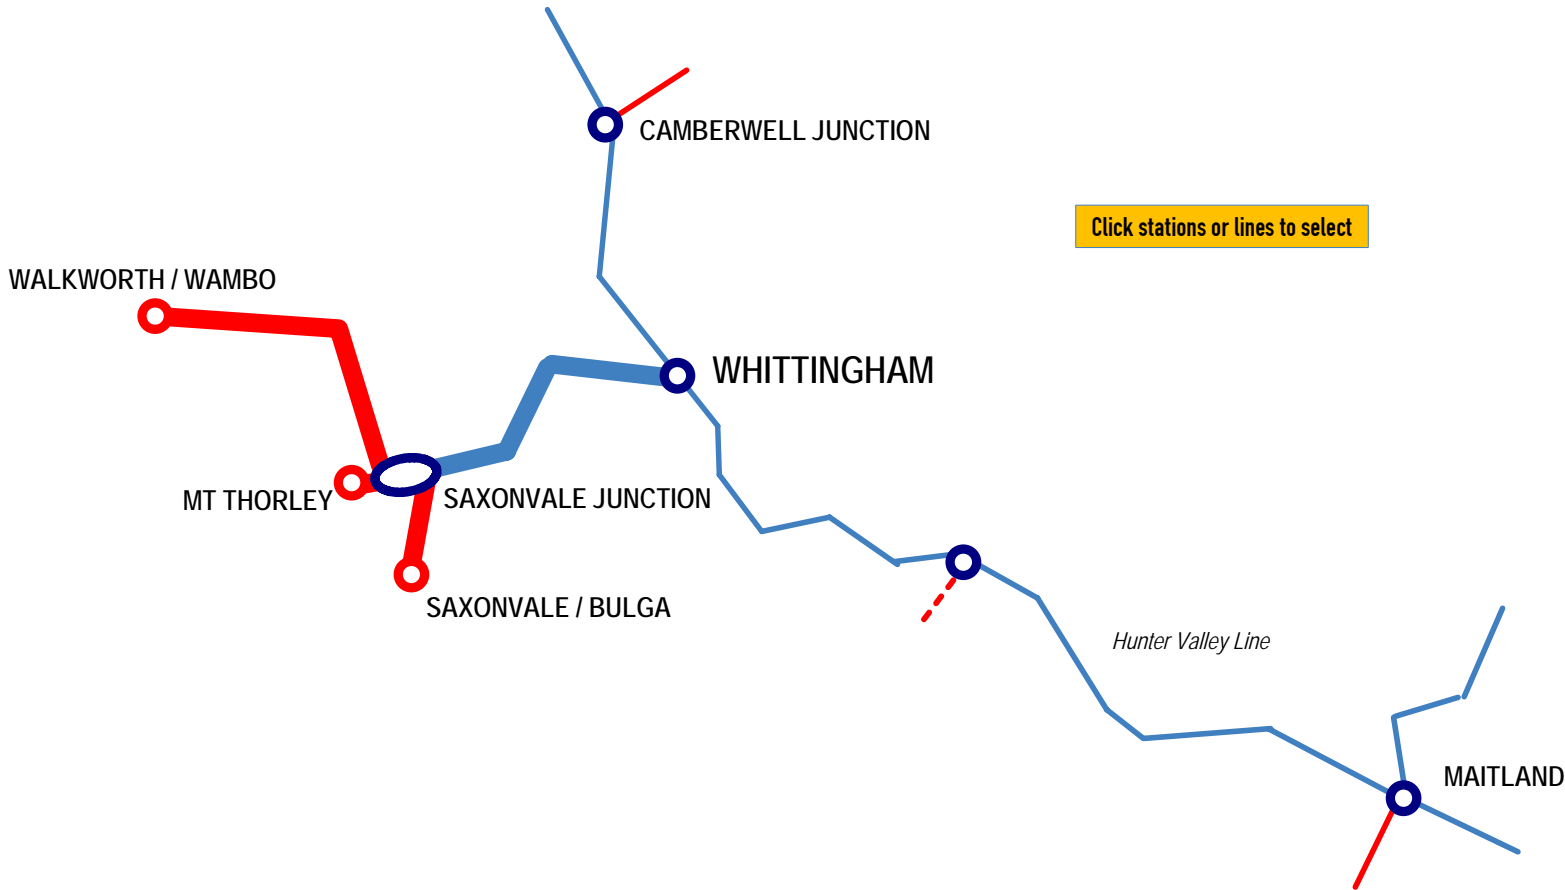 CAMBERWELL JUNCTION
Click stations or lines to select
WALKWORTH / WAMBO
WHITTINGHAM
MT THORLEY
SAXONVALE JUNCTION
SAXONVALE / BULGA
Hunter Valley Line
MAITLAND